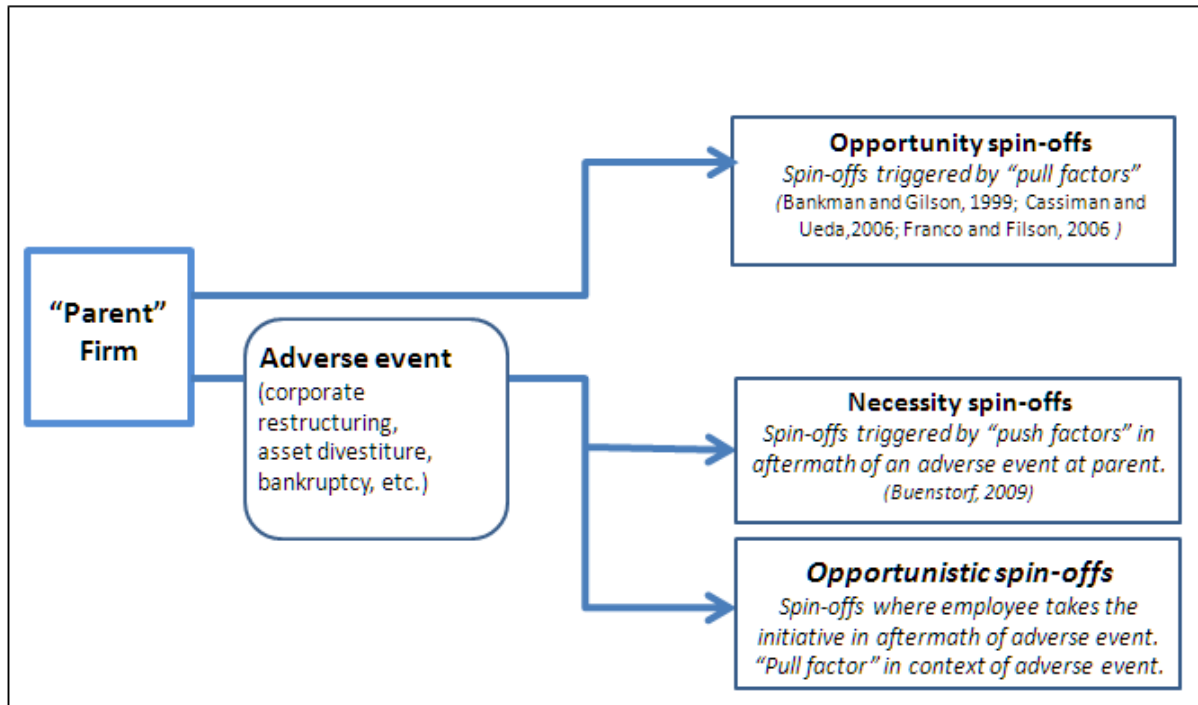 Opportunity spin-offs
Spin-offs triggered by “pull factors”
(Bankman and Gilson, 1999; Cassiman and
Ueda,2006; Franco and Filson, 2006 )
“Parent”
Firm
Adverse event
(corporate
restructuring,
asset divestiture,
bankruptcy, etc.)
Necessity spin-offs
Spin-offs triggered by “push factors” in
aftermath of an adverse event at parent.
(Buenstorf, 2009)
Opportunistic spin-offs
Spin-offs where employee takes the
initiative in aftermath of adverse event.
“Pull factor” in context of adverse event.